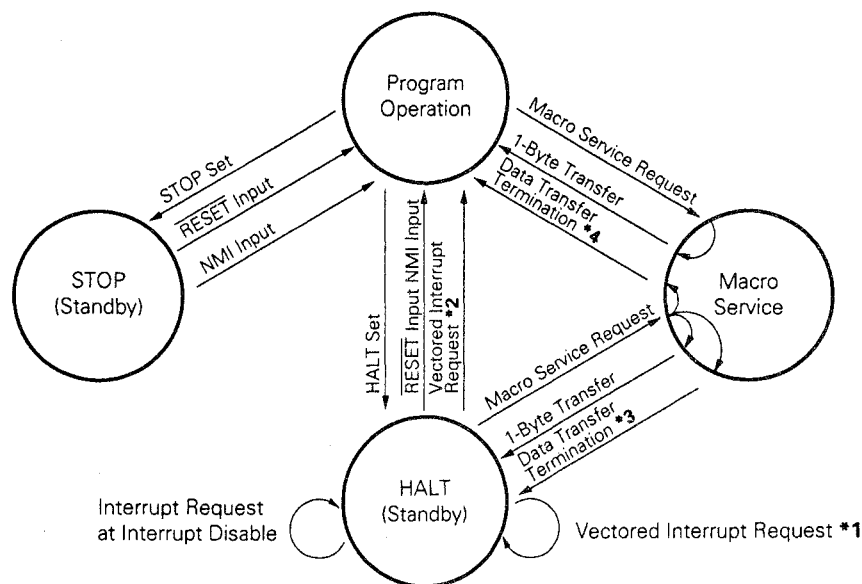 Program
Operation
Macro Service Request
1-Byte Transfer
Data Transfer
Termination *4
STOP Set
RESET Input
NMI Input
STOP
(Standby)
Macro
Service
HALT Set
RESET Input NMI Input
Vectored Interrupt
Request *2
Macro Service Request
1-Byte Transfer
Data Transfer
Termination *3
HALT
(Standby)
Interrupt Request
at Interrupt Disable
Vectored Interrupt Request *1